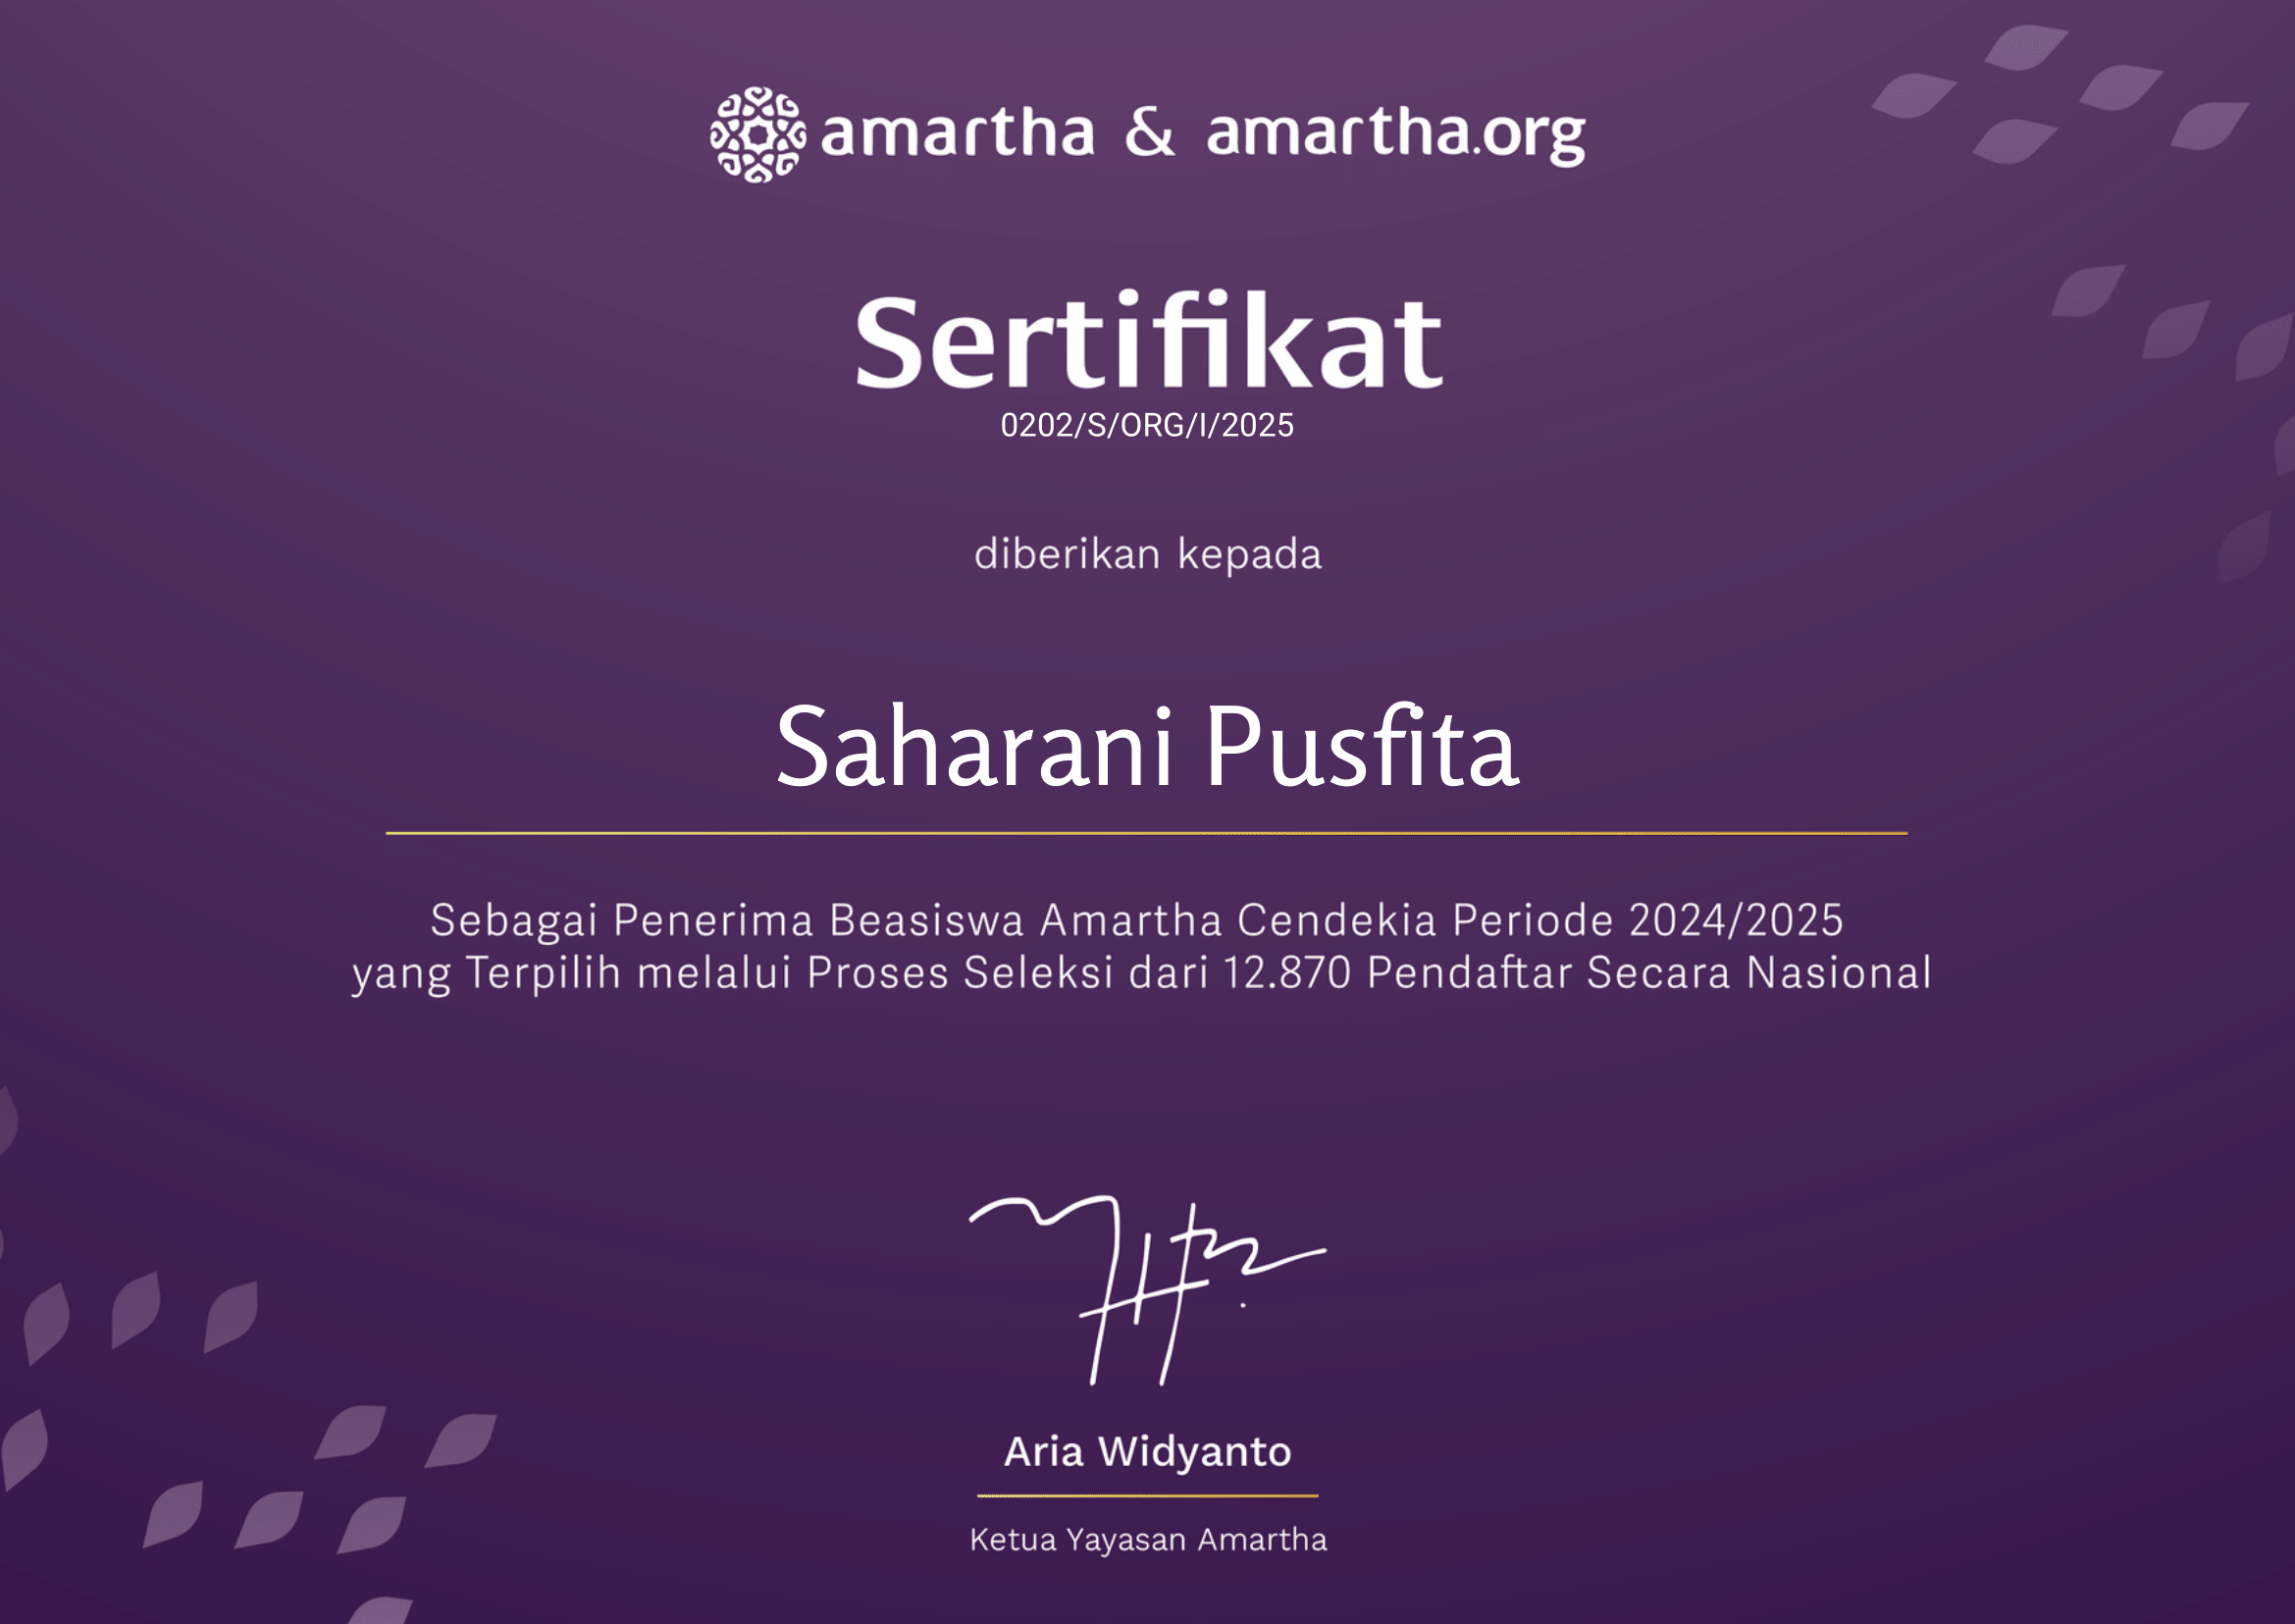 amartha & amartha.org
Sertifikat
0202/S/ORG/I/2025
diberikan kepada
Saharani Pusfita
Sebagai Penerima Beasiswa Amartha Cendekia Periode 2024/2025
yang Terpilih melalui Proses Seleksi dari 12.870 Pendaftar Secara Nasional
Aria Widyanto
Ketua Yayasan Amartha